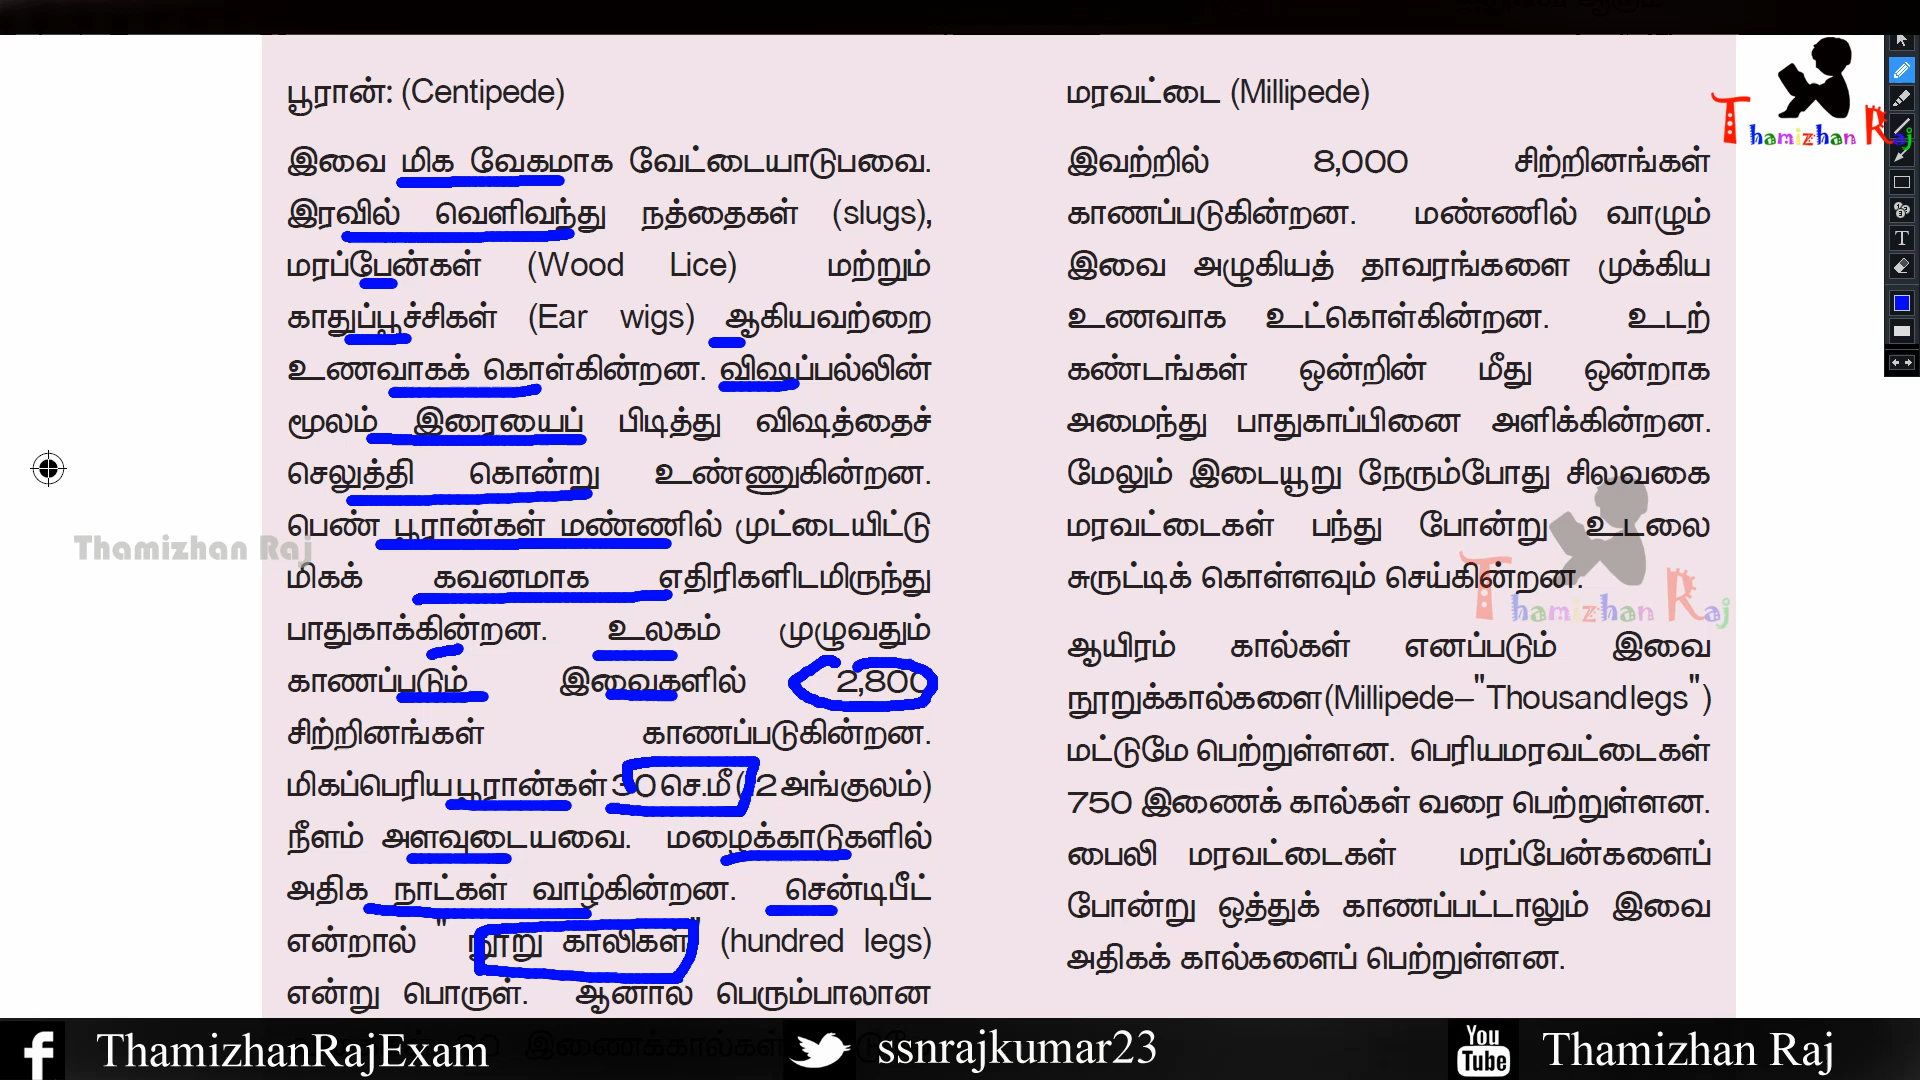 பூரான்: (Centipede)
இவை மிக வேகமாக வேட்டையாடுபவை.
இரவில் வெளிவந்து நத்தைகள் (slugs),
மரப்பேன்கள் (Wood Lice) மற்றும்
காதுப்பூச்சிகள் (Ear wigs) ஆகியவற்றை
உணவாகக் கொள்கின்றன. விஷப்பல்லின்
மூலம் இரையைப் பிடித்து விஷத்தைச்
செலுத்தி கொன்று உண்ணுகின்றன.
பெண் பூரான்கள் மண்ணில் முட்டையிட்டு
மிகக் கவனமாக எதிரிகளிடமிருந்து
பாதுகாக்கின்றன. உலகம் முழுவதும்
காணப்படும் இவைகளில் 2,800
சிற்றினங்கள் காணப்படுகின்றன.
மிகப்பெரிய பூரான்கள் 30 செ.மீ (12 அங்குலம்)
நீளம் அளவுடையவை. மழைக்காடுகளில்
அதிக நாட்கள் வாழ்கின்றன. சென்டிபீட்
என்றால் "நூறு காலிகள்" (hundred legs)
என்று பொருள். ஆனால் பெரும்பாலான
மரவட்டை (Millipede)
இவற்றில் 8,000 சிற்றினங்கள்
காணப்படுகின்றன. மண்ணில் வாழும்
இவை அழுகியத் தாவரங்களை முக்கிய
உணவாக உட்கொள்கின்றன. உடற்
கண்டங்கள் ஒன்றின் மீது ஒன்றாக
அமைந்து பாதுகாப்பினை அளிக்கின்றன.
மேலும் இடையூறு நேரும்போது சிலவகை
மரவட்டைகள் பந்து போன்று உடலை
சுருட்டிக் கொள்ளவும் செய்கின்றன.
ஆயிரம் கால்கள் எனப்படும் இவை
நூறுக்கால்களை (Millipede–"Thousand legs")
மட்டுமே பெற்றுள்ளன. பெரியமரவட்டைகள்
750 இணைக் கால்கள் வரை பெற்றுள்ளன.
பைலி மரவட்டைகள் மரப்பேன்களைப்
போன்று ஒத்துக் காணப்பட்டாலும் இவை
அதிகக் கால்களைப் பெற்றுள்ளன.
Thamizhan Raj
Thamizhan Raj
Thamizhan Raj
ThamizhanRajExam
ssnrajkumar23
You Tube Thamizhan Raj